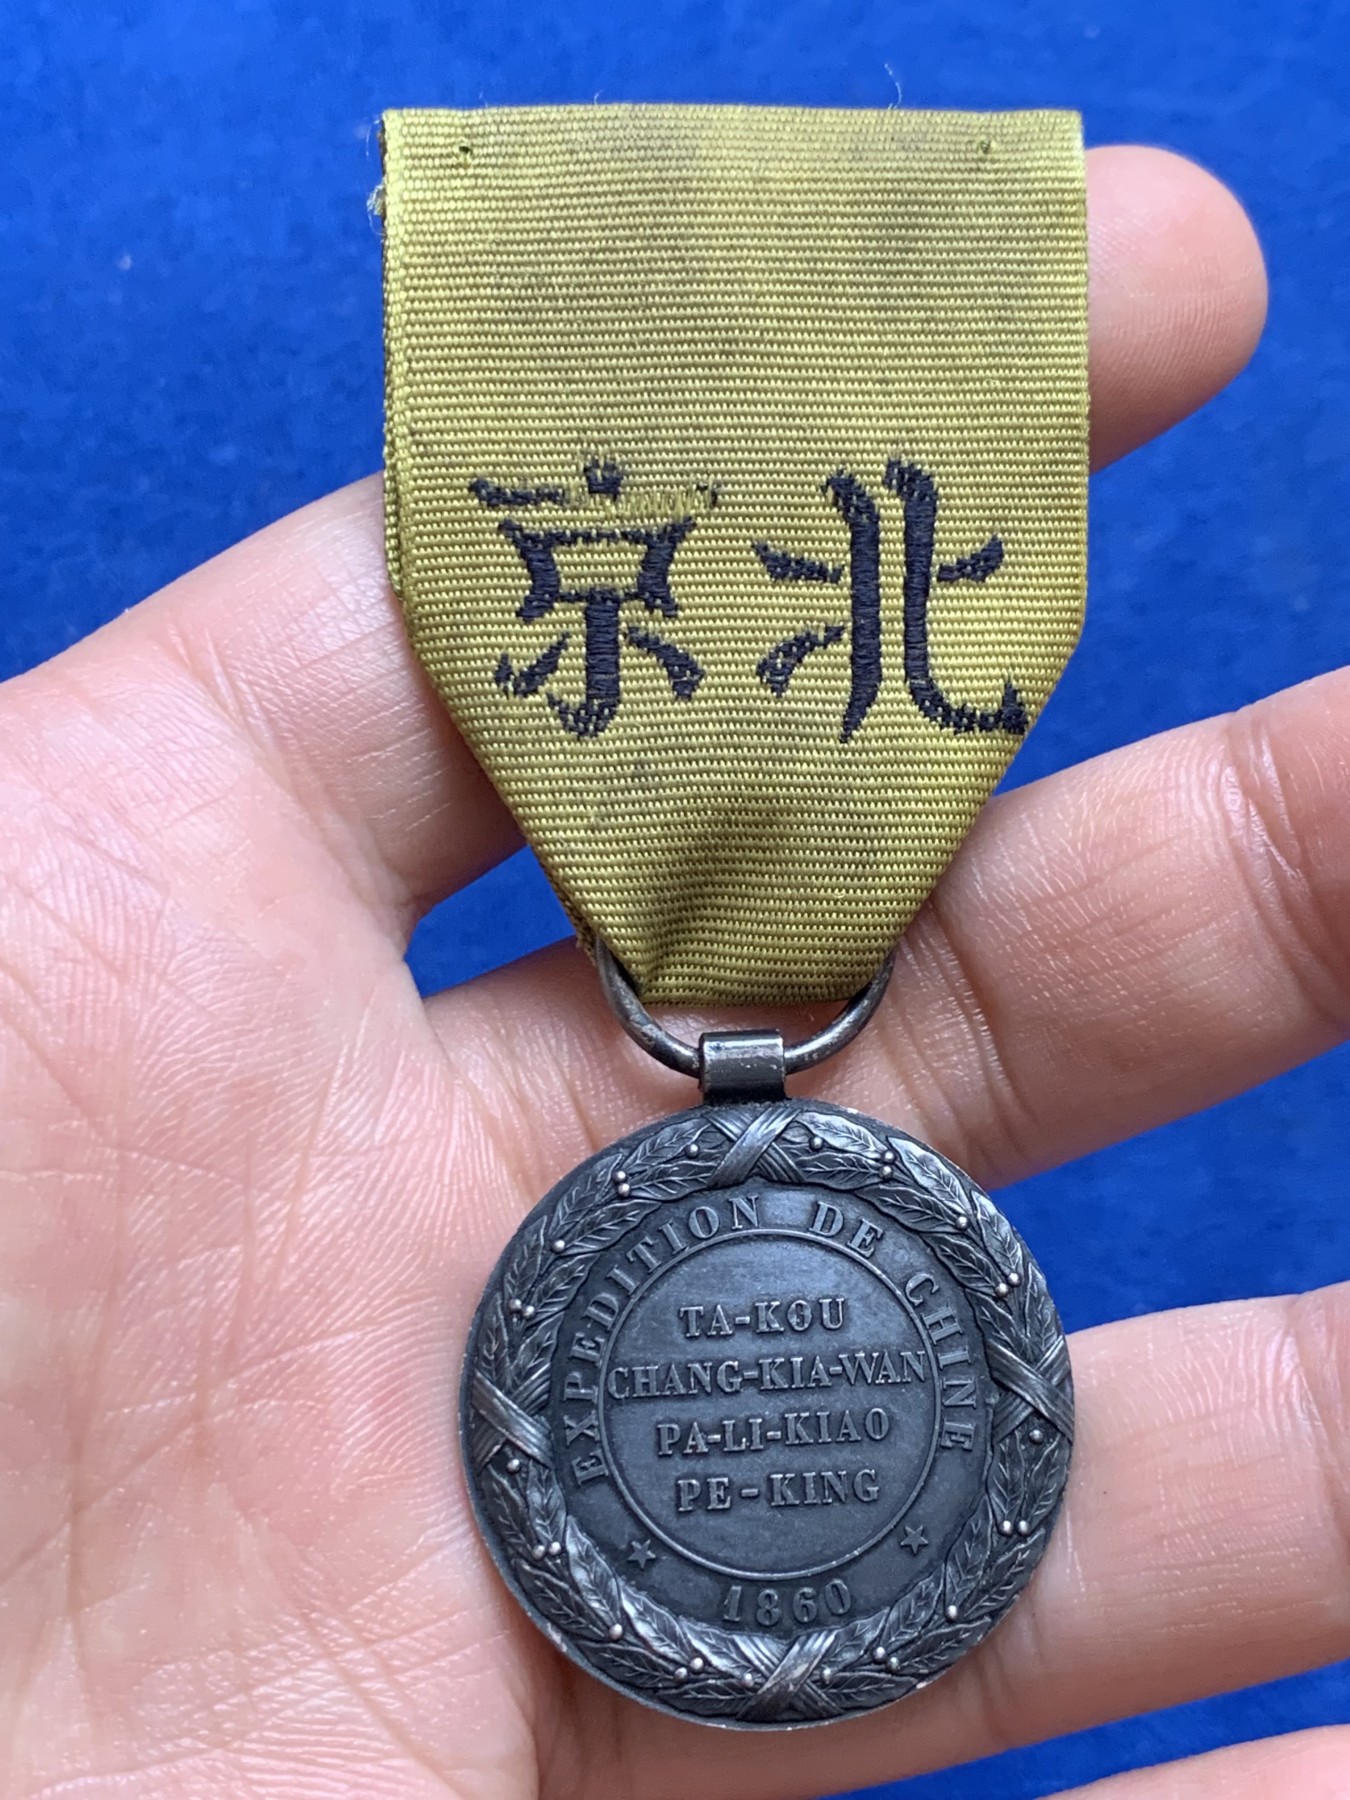 北京
EXPEDITION DE CHINE
TA-KOU
CHANG-KIA-WAN
PA-LI-KIAO
PE-KING
1860